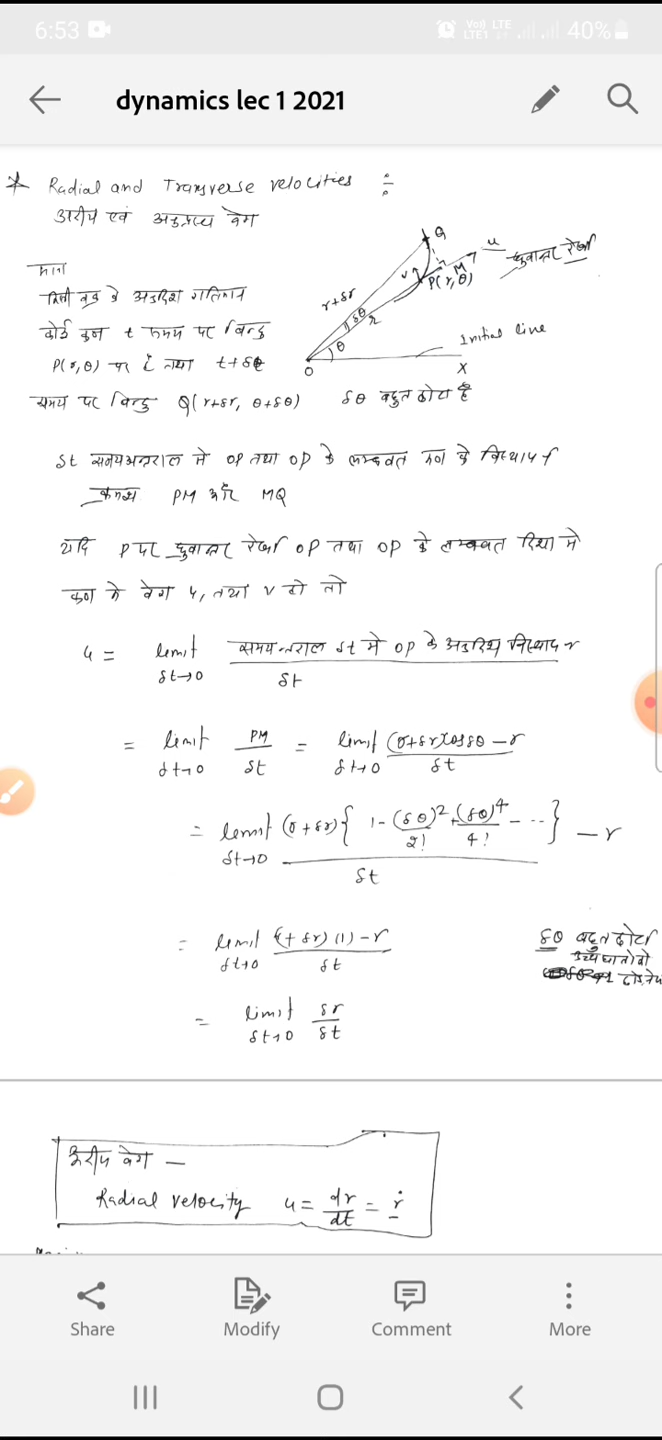 6:53
Vo)) LTE
LTE1
40%
dynamics lec 1 2021
* Radial and Transverse velocities :-
अरीय एवं अनुप्रस्थ वेग
माना
किसी वक्र के अनुदिश गतिमान
कोई कण t समय पर बिन्दु
P(r,θ) पर है तथा t+δt
समय पर बिन्दु Q(r+δr, θ+δθ) δθ बहुत छोटा है
Q
u
ध्रुवान्तर रेखा
v
M
P(r,θ)
r+δr
δθ
r
θ
Initial line
O
X
δt समयान्तराल मे OP तथा OP के लम्बवत कण के विस्थापन
क्रमशः PM और MQ
यदि P पर ध्रुवान्तर रेखा OP तथा OP के लम्बवत दिशा मे
कण के वेग u, तथा v हो तो
u = limit समयान्तराल δt मे OP के अनुदिश विस्थापन
δt→0 δt
= limit PM/δt = limit (r+δr)cosδθ-r
δt→0 δt→0 δt
= limit (r+δr){ 1-(δθ)²/2!+(δθ)⁴/4!-..} -r
δt→0 δt
= limit (r+δr)(1)-r
δt→0 δt
δθ बहुत छोटा
= limit δr/δt
δt→0
अरीय वेग —
Radial velocity u = dr/dt = ṙ
Share
Modify
Comment
More